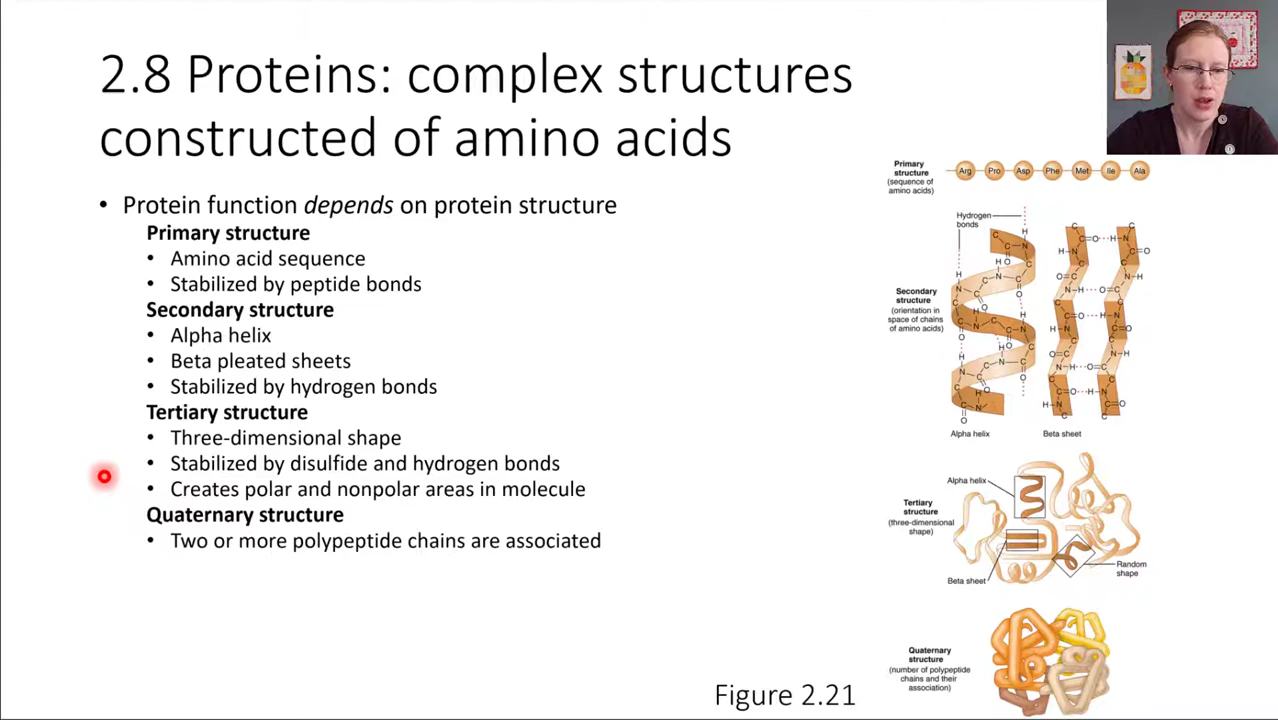 2.8 Proteins: complex structures
constructed of amino acids
• Protein function depends on protein structure
Primary structure
• Amino acid sequence
• Stabilized by peptide bonds
Secondary structure
• Alpha helix
• Beta pleated sheets
• Stabilized by hydrogen bonds
Tertiary structure
• Three-dimensional shape
• Stabilized by disulfide and hydrogen bonds
• Creates polar and nonpolar areas in molecule
Quaternary structure
• Two or more polypeptide chains are associated
Primary
structure
(sequence of
amino acids)
Arg Pro Asp Phe Met Ile Ala
Hydrogen
bonds
Secondary
structure
(orientation in
space of chains
of amino acids)
Alpha helix
Beta sheet
Alpha helix
Tertiary
structure
(three-dimensional
shape)
Random
shape
Beta sheet
Quaternary
structure
(number of polypeptide
chains and their
association)
Figure 2.21